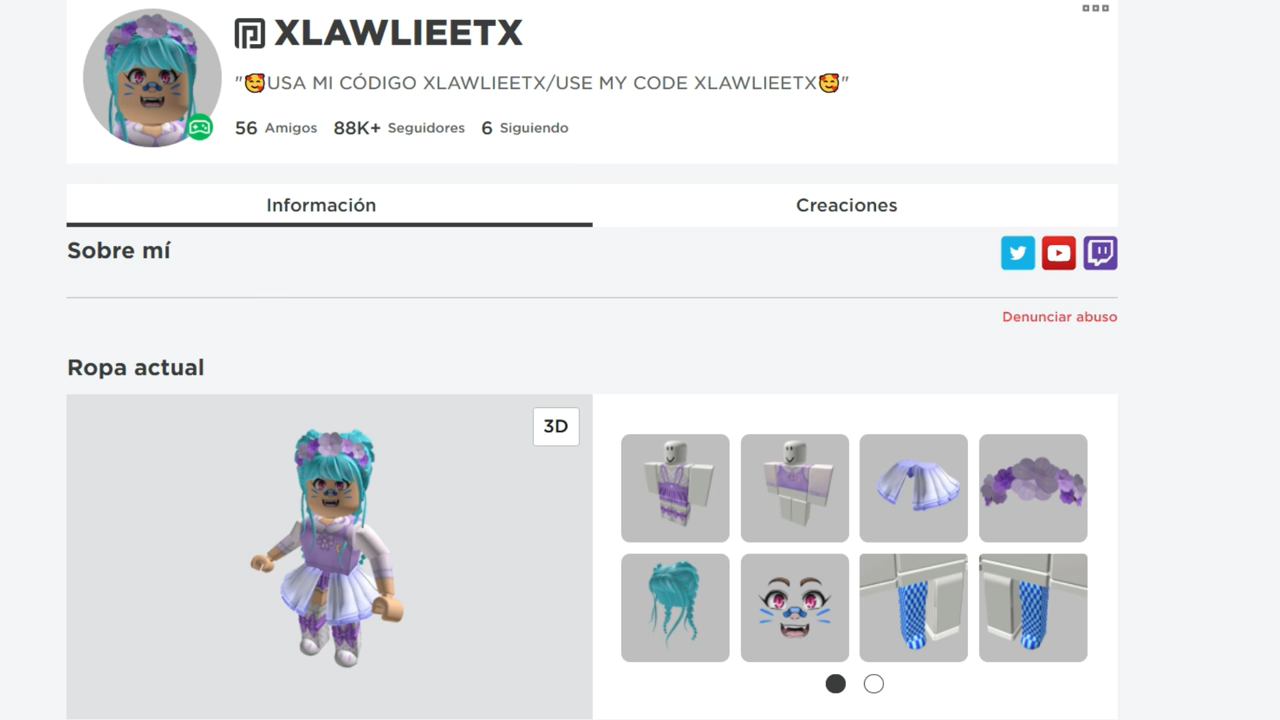 XLAWLIEETX
"🥰USA MI CÓDIGO XLAWLIEETX/USE MY CODE XLAWLIEETX🥰"
56 Amigos 88K+ Seguidores 6 Siguiendo
Información Creaciones
Sobre mí
Denunciar abuso
Ropa actual
3D